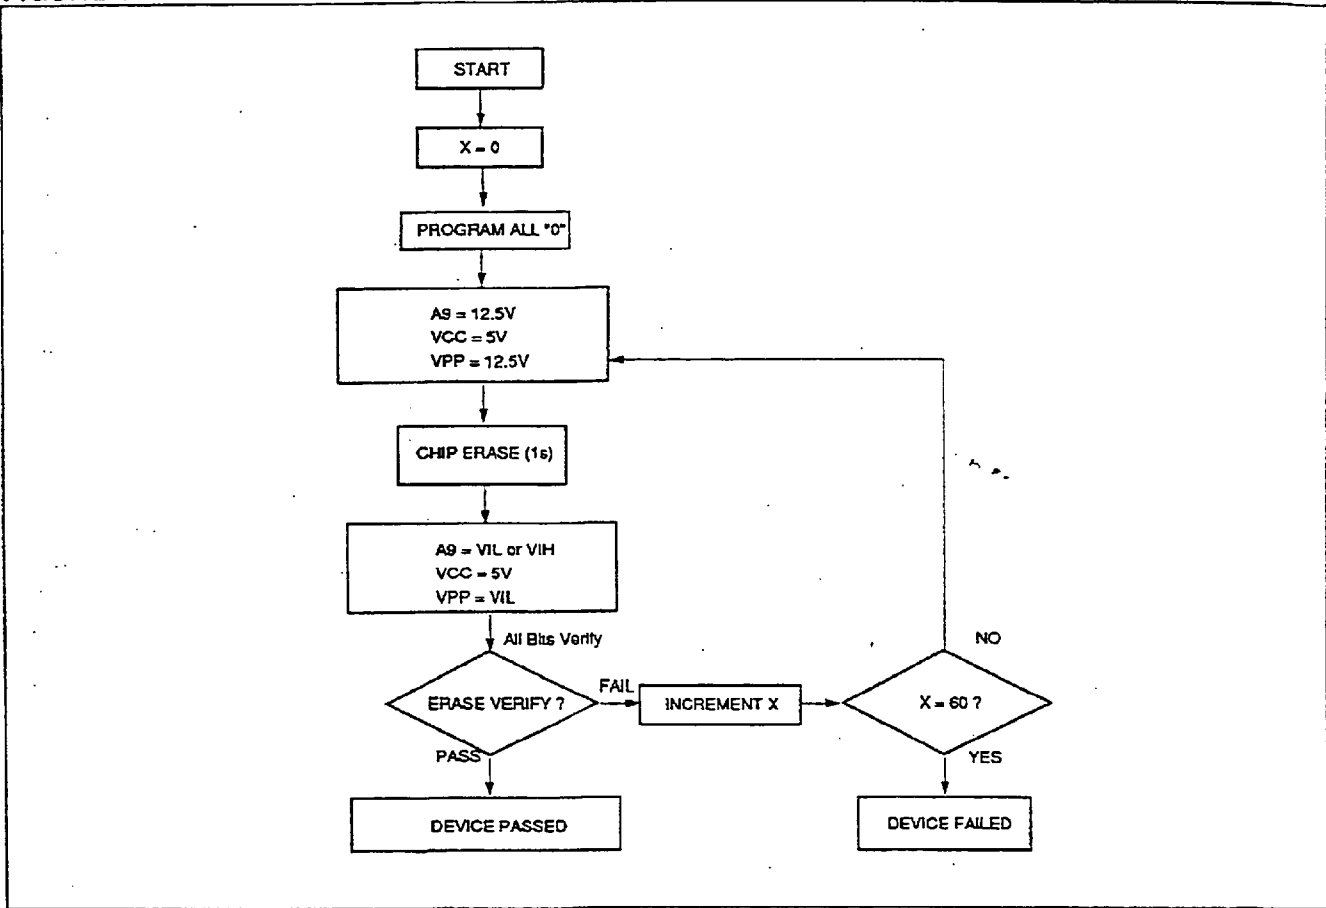 START
X = 0
PROGRAM ALL "0"
A9 = 12.5V
VCC = 5V
VPP = 12.5V
CHIP ERASE (1s)
A9 = VIL or VIH
VCC = 5V
VPP = VIL
All Bits Verify
ERASE VERIFY ?
FAIL
INCREMENT X
X = 60 ?
NO
PASS
YES
DEVICE PASSED
DEVICE FAILED